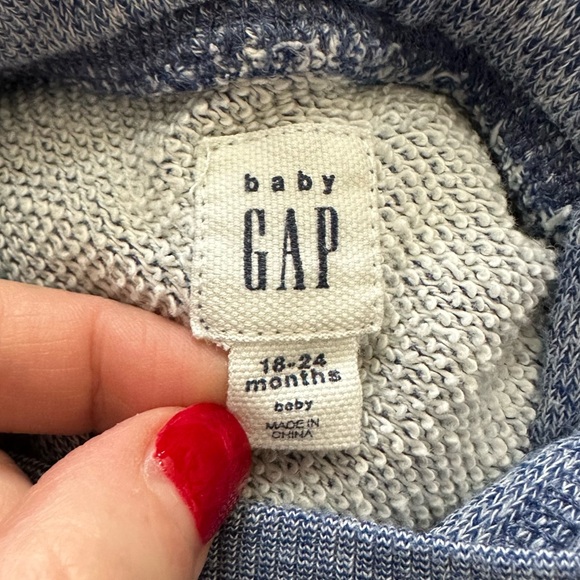 baby
GAP
18-24
months
baby
MADE IN
CHINA